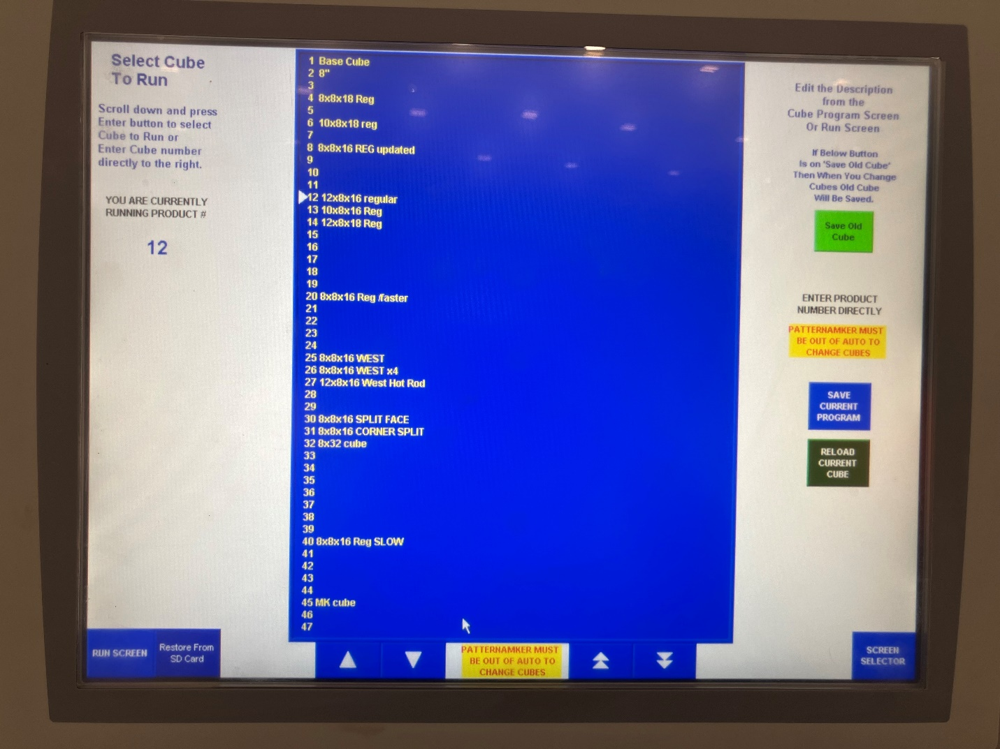 Select Cube
To Run
Scroll down and press
Enter button to select
Cube to Run or
Enter Cube number
directly to the right.
YOU ARE CURRENTLY
RUNNING PRODUCT #
12
1 Base Cube
2 8"
3
4 8x8x18 Reg
5
6 10x8x18 reg
7
8 8x8x16 REG updated
9
10
11
12 12x8x16 regular
13 10x8x16 Reg
14 12x8x18 Reg
15
16
17
18
19
20 8x8x16 Reg /faster
21
22
23
24
25 8x8x16 WEST
26 8x8x16 WEST x4
27 12x8x16 West Hot Rod
28
29
30 8x8x16 SPLIT FACE
31 8x8x16 CORNER SPLIT
32 8x32 cube
33
34
35
36
37
38
39
40 8x8x16 Reg SLOW
41
42
43
44
45 MK cube
46
47
Edit the Description
from the
Cube Program Screen
Or Run Screen
If Below Button
Is on 'Save Old Cube'
Then When You Change
Cubes Old Cube
Will Be Saved.
Save Old
Cube
ENTER PRODUCT
NUMBER DIRECTLY
PATTERNAMKER MUST
BE OUT OF AUTO TO
CHANGE CUBES
SAVE
CURRENT
PROGRAM
RELOAD
CURRENT
CUBE
RUN SCREEN
Restore From
SD Card
PATTERNAMKER MUST
BE OUT OF AUTO TO
CHANGE CUBES
SCREEN
SELECTOR